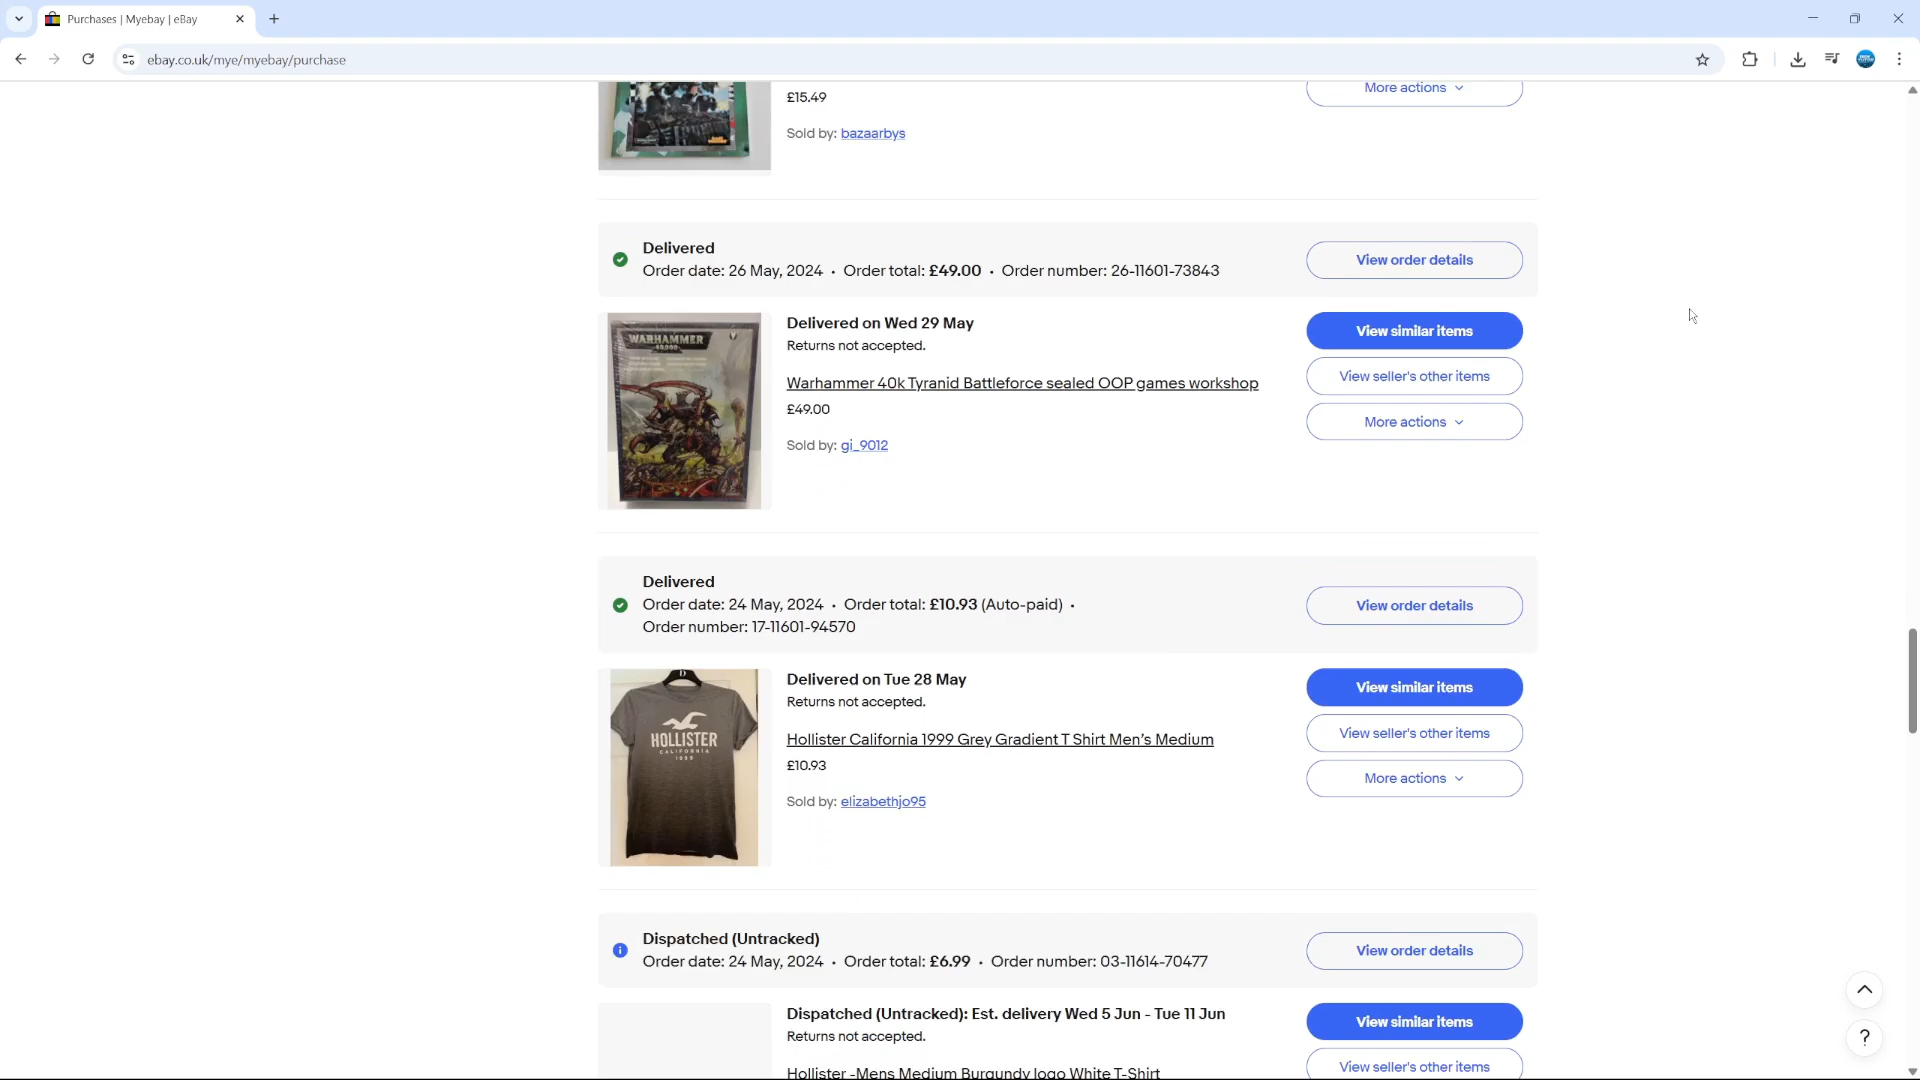 Purchases | Myebay | eBay
ebay.co.uk/mye/myebay/purchase
£15.49
More actions
Sold by: bazaarbys
Delivered
Order date: 26 May, 2024 • Order total: £49.00 • Order number: 26-11601-73843
View order details
Delivered on Wed 29 May
Returns not accepted.
Warhammer 40k Tyranid Battleforce sealed OOP games workshop
£49.00
Sold by: gi_9012
View similar items
View seller's other items
More actions
WARHAMMER
40,000
Delivered
Order date: 24 May, 2024 • Order total: £10.93 (Auto-paid) •
Order number: 17-11601-94570
View order details
Delivered on Tue 28 May
Returns not accepted.
Hollister California 1999 Grey Gradient T Shirt Men's Medium
£10.93
Sold by: elizabethjo95
View similar items
View seller's other items
More actions
HOLLISTER
CALIFORNIA
1999
Dispatched (Untracked)
Order date: 24 May, 2024 • Order total: £6.99 • Order number: 03-11614-70477
View order details
Dispatched (Untracked): Est. delivery Wed 5 Jun - Tue 11 Jun
Returns not accepted.
Hollister -Mens Medium Burgundy logo White T-Shirt
View similar items
View seller's other items